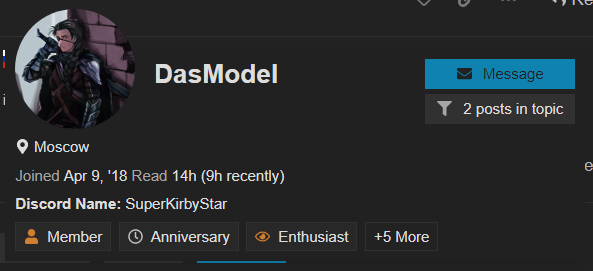 DasModel
Message
2 posts in topic
Moscow
Joined Apr 9, '18 Read 14h (9h recently)
Discord Name: SuperKirbyStar
Member Anniversary Enthusiast +5 More